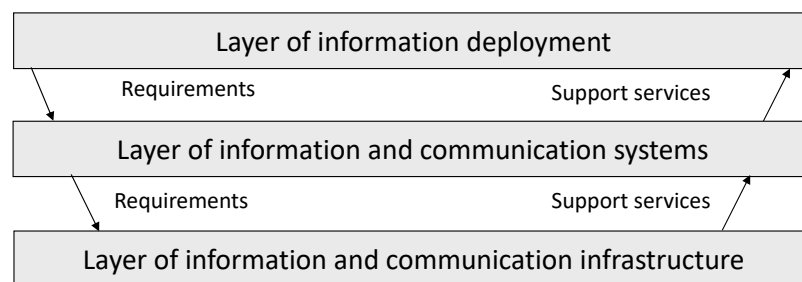 Layer of information deployment
Requirements
Support services
Layer of information and communication systems
Requirements
Support services
Layer of information and communication infrastructure